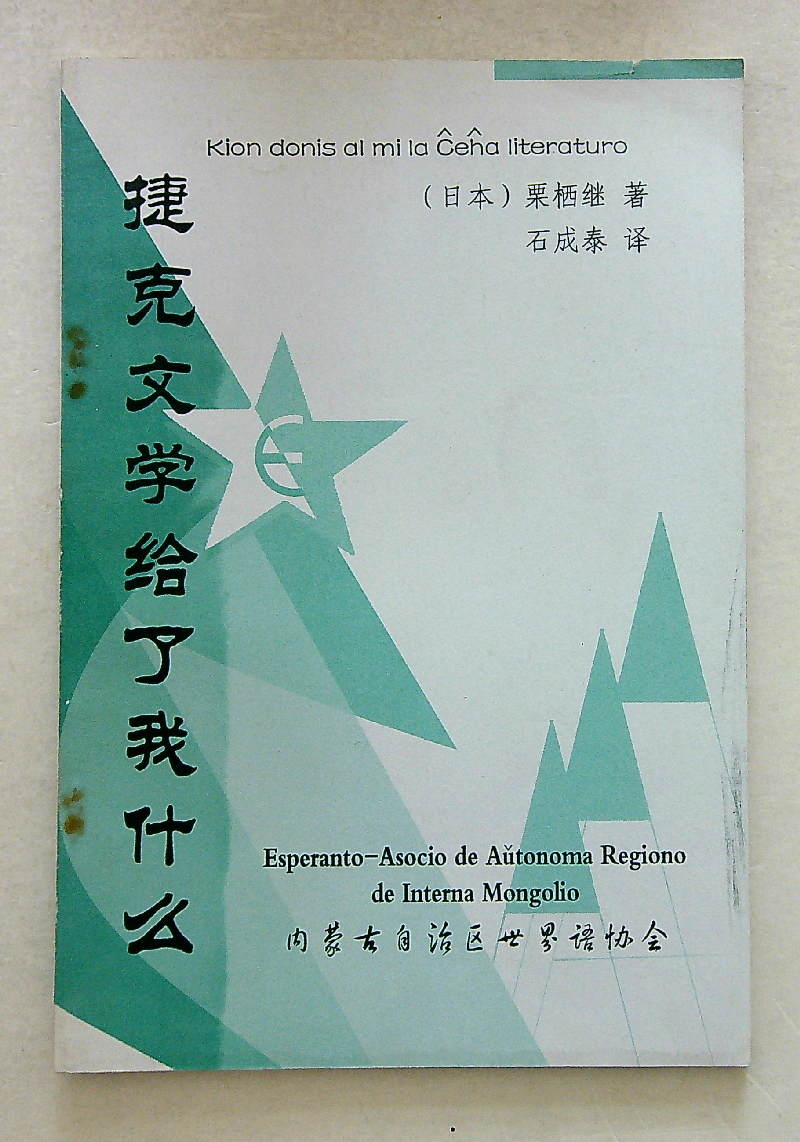 Kion donis al mi la Ĉeĥa literaturo
（日本）栗栖继 著
石成泰 译
捷克文学给了我什么
Esperanto-Asocio de Aŭtonoma Regiono
de Interna Mongolio
内蒙古自治区世界语协会